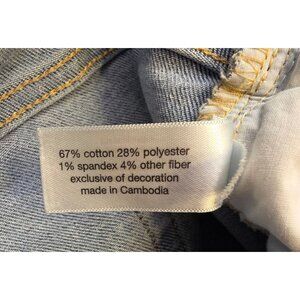 67% cotton 28% polyester
1% spandex 4% other fiber
exclusive of decoration
made in Cambodia